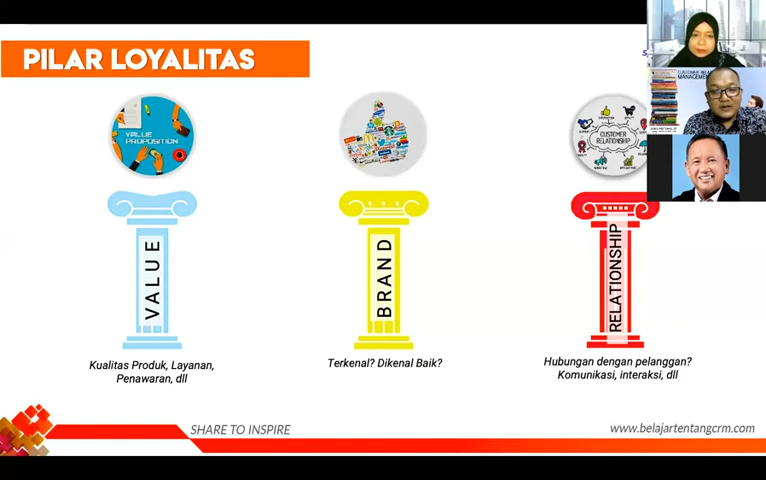 PILAR LOYALITAS
VALUE
PROPOSITION
CUSTOMER
RELATIONSHIP
VALUE
BRAND
RELATIONSHIP
Kualitas Produk, Layanan,
Penawaran, dll
Terkenal? Dikenal Baik?
Hubungan dengan pelanggan?
Komunikasi, interaksi, dll
SHARE TO INSPIRE
www.belajartentangcrm.com